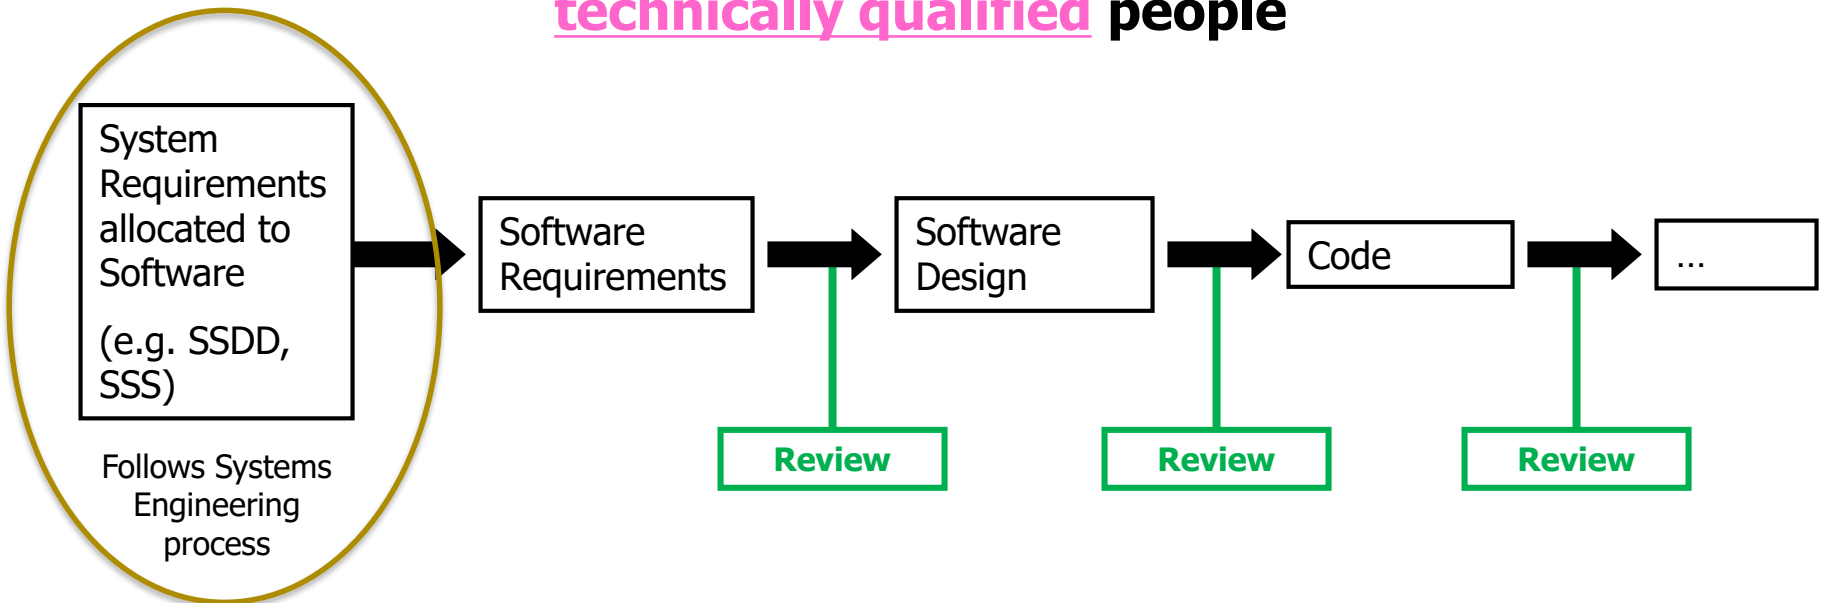 technically qualified people
System
Requirements
allocated to
Software
(e.g. SSDD,
SSS)
Follows Systems
Engineering
process
Software
Requirements
Software
Design
Code
...
Review
Review
Review